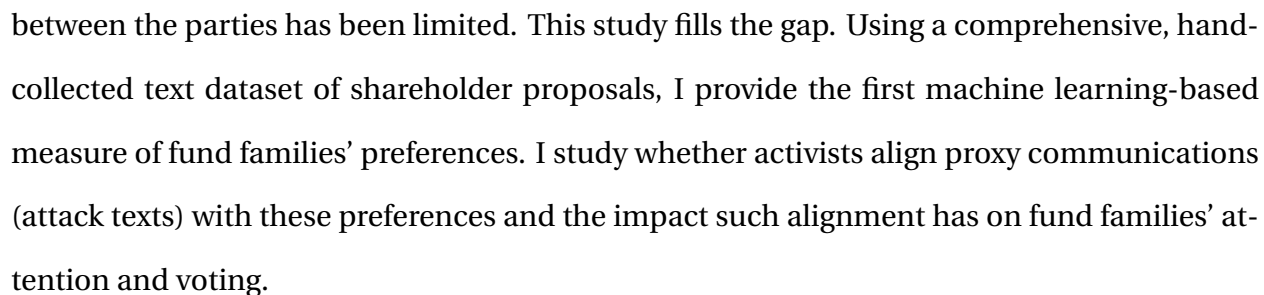 between the parties has been limited. This study fills the gap. Using a comprehensive, hand-
collected text dataset of shareholder proposals, I provide the first machine learning-based
measure of fund families’ preferences. I study whether activists align proxy communications
(attack texts) with these preferences and the impact such alignment has on fund families’ at-
tention and voting.